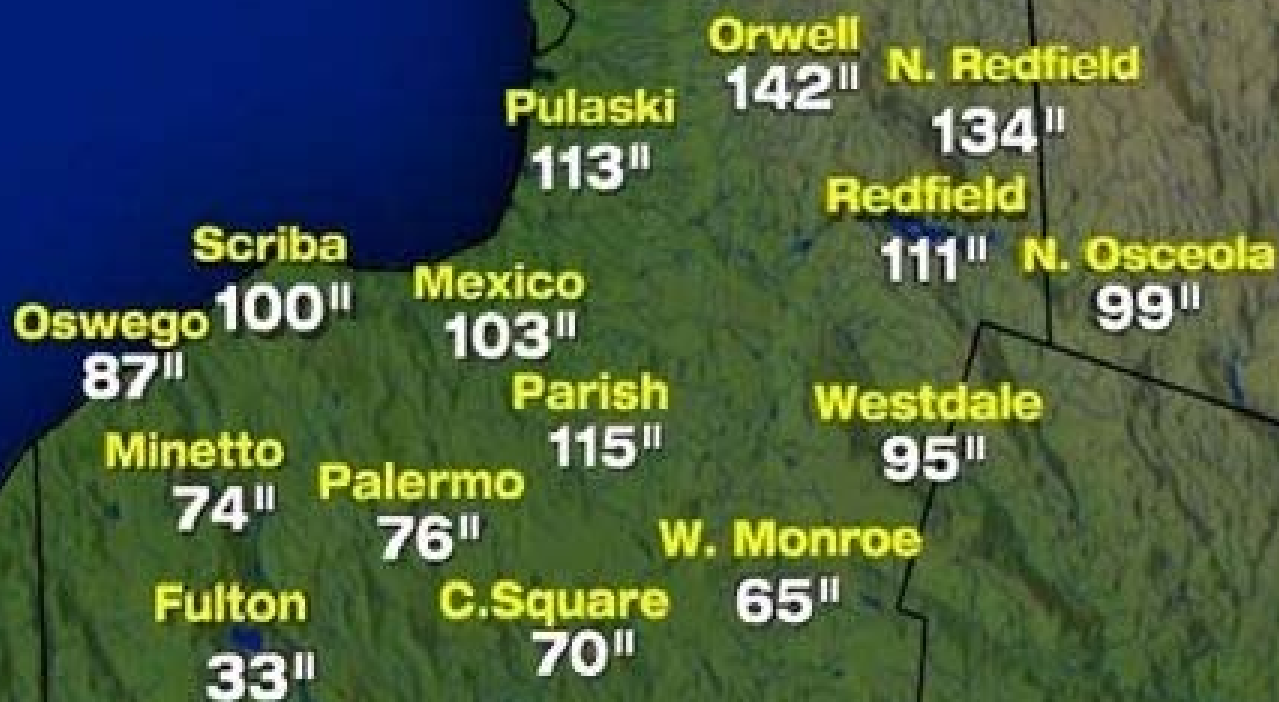 Orwell
142"
N. Redfield
134"
Pulaski
113"
Redfield
111"
Scriba
100"
N. Osceola
99"
Mexico
103"
Oswego
87"
Parish
115"
Westdale
95"
Minetto
74"
Palermo
76"
W. Monroe
65"
Fulton
33"
C.Square
70"